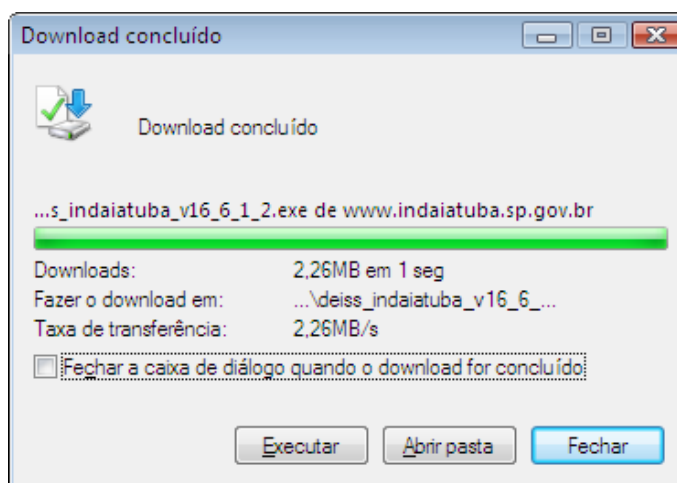 Download concluído
Download concluído
...s_indaiatuba_v16_6_1_2.exe de www.indaiatuba.sp.gov.br
Downloads: 2,26MB em 1 seg
Fazer o download em: ...\deiss_indaiatuba_v16_6_...
Taxa de transferência: 2,26MB/s
Fechar a caixa de diálogo quando o download for concluído
Executar Abrir pasta Fechar